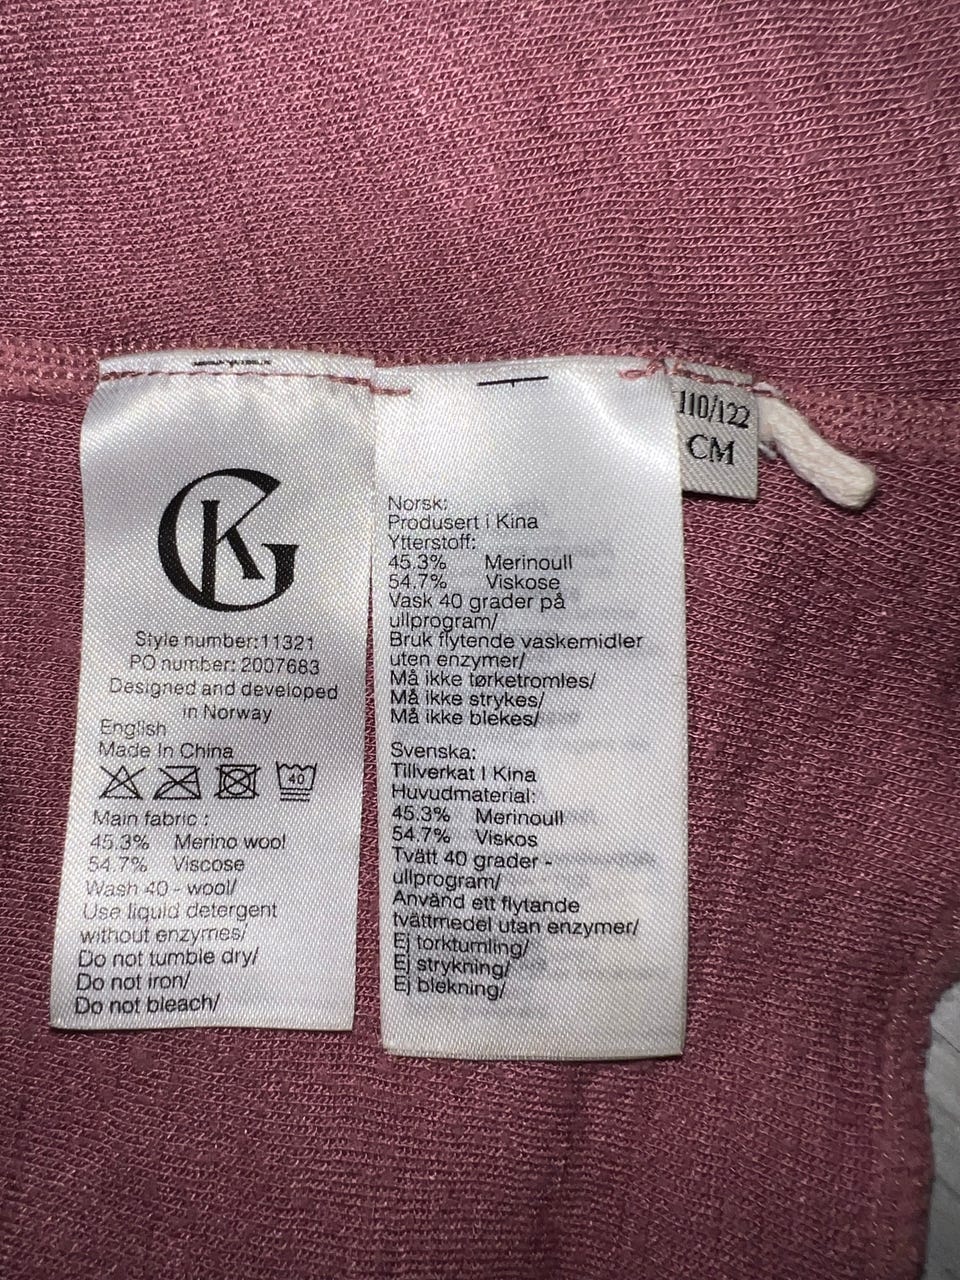 GK
Style number:11321
PO number: 2007683
Designed and developed
in Norway
English
Made In China
40
Main fabric :
45.3% Merino wool
54.7% Viscose
Wash 40 - wool/
Use liquid detergent
without enzymes/
Do not tumble dry/
Do not iron/
Do not bleach/
Norsk:
Produsert i Kina
Ytterstoff:
45.3% Merinoull
54.7% Viskose
Vask 40 grader på
ullprogram/
Bruk flytende vaskemidler
uten enzymer/
Må ikke tørketromles/
Må ikke strykes/
Må ikke blekes/
Svenska:
Tillverkat I Kina
Huvudmaterial:
45.3% Merinoull
54.7% Viskos
Tvätt 40 grader -
ullprogram/
Använd ett flytande
tvättmedel utan enzymer/
Ej torktumling/
Ej strykning/
Ej blekning/
110/122
CM